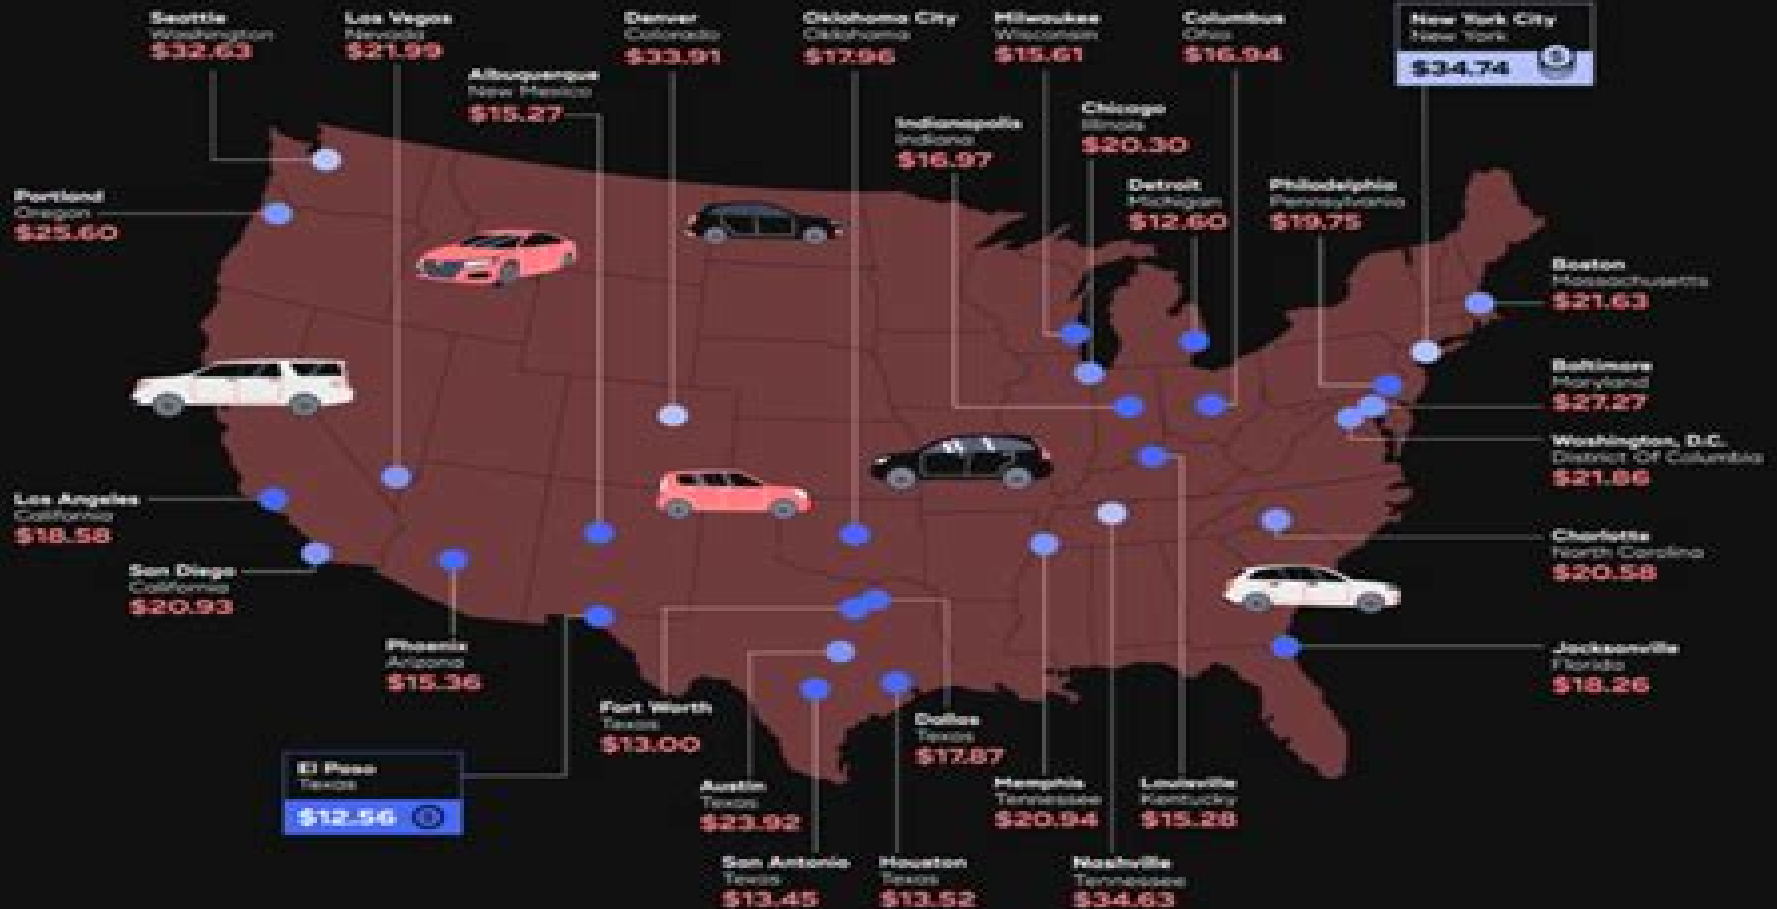 Seattle
Washington
$32.63
Las Vegas
Nevada
$21.99
Denver
Colorado
$33.91
Oklahoma City
Oklahoma
$17.96
Milwaukee
Wisconsin
$15.61
Columbus
Ohio
$16.94
New York City
New York
$34.74
Albuquerque
New Mexico
$15.27
Chicago
Illinois
$20.30
Indianapolis
Indiana
$16.97
Detroit
Michigan
$12.60
Philadelphia
Pennsylvania
$19.75
Portland
Oregon
$25.60
Boston
Massachusetts
$21.63
Baltimore
Maryland
$27.27
Washington, D.C.
District Of Columbia
$21.86
Los Angeles
California
$18.58
San Diego
California
$20.93
Charlotte
North Carolina
$20.58
Phoenix
Arizona
$15.36
Jacksonville
Florida
$18.26
Fort Worth
Texas
$13.00
Dallas
Texas
$17.87
El Paso
Texas
$12.56
Austin
Texas
$23.92
Memphis
Tennessee
$20.94
Louisville
Kentucky
$15.28
San Antonio
Texas
$13.45
Houston
Texas
$13.52
Nashville
Tennessee
$34.63